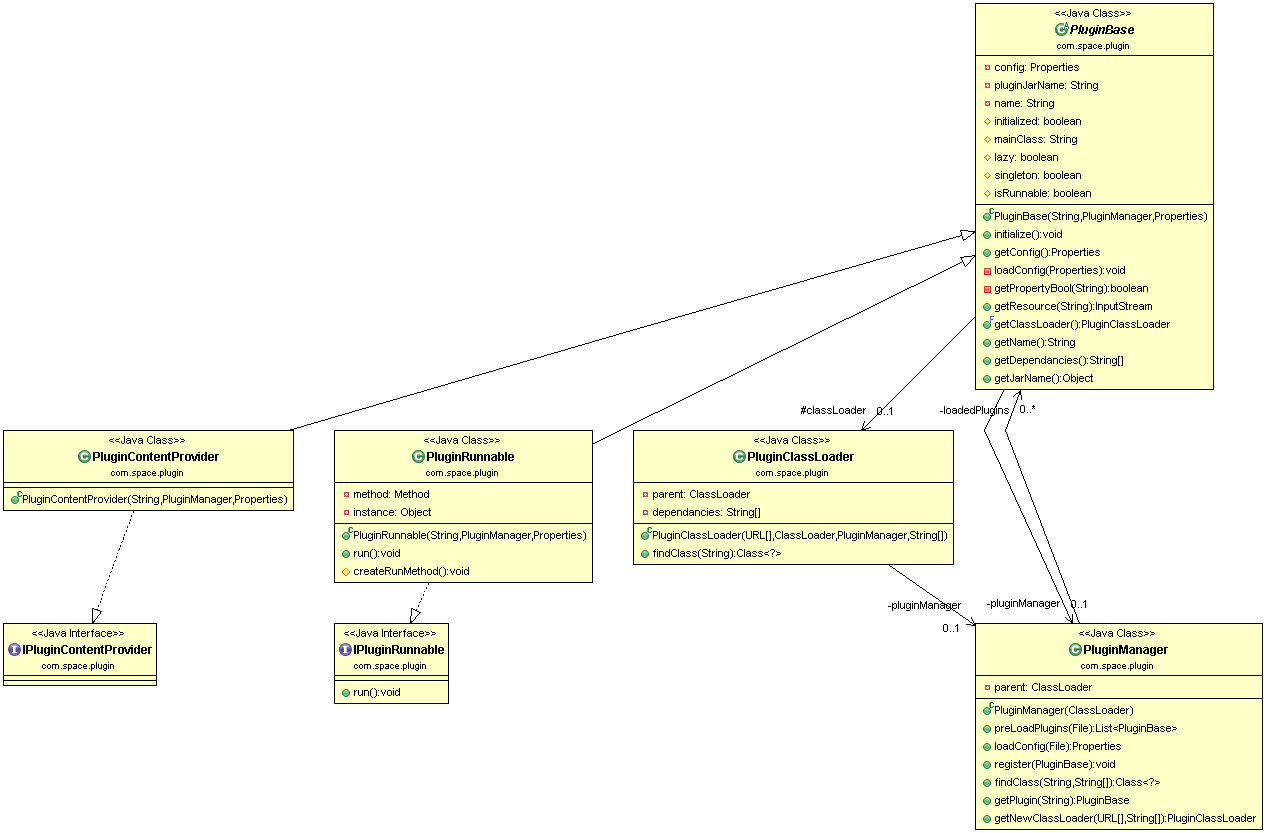 <<Java Class>>
PluginBase
com.space.plugin
config: Properties
pluginJarName: String
name: String
initialized: boolean
mainClass: String
lazy: boolean
singleton: boolean
isRunnable: boolean
PluginBase(String,PluginManager,Properties)
initialize():void
getConfig():Properties
loadConfig(Properties):void
getPropertyBool(String):boolean
getResource(String):InputStream
getClassLoader():PluginClassLoader
getName():String
getDependancies():String[]
getJarName():Object
#classLoader 0..1
-loadedPlugins 0..*
<<Java Class>>
PluginContentProvider
com.space.plugin
PluginContentProvider(String,PluginManager,Properties)
<<Java Class>>
PluginRunnable
com.space.plugin
method: Method
instance: Object
PluginRunnable(String,PluginManager,Properties)
run():void
createRunMethod():void
<<Java Class>>
PluginClassLoader
com.space.plugin
parent: ClassLoader
dependancies: String[]
PluginClassLoader(URL[],ClassLoader,PluginManager,String[])
findClass(String):Class<?>
-pluginManager
0..1
-pluginManager 0..1
<<Java Interface>>
IPluginContentProvider
com.space.plugin
<<Java Interface>>
IPluginRunnable
com.space.plugin
run():void
<<Java Class>>
PluginManager
com.space.plugin
parent: ClassLoader
PluginManager(ClassLoader)
preLoadPlugins(File):List<PluginBase>
loadConfig(File):Properties
register(PluginBase):void
findClass(String,String[]):Class<?>
getPlugin(String):PluginBase
getNewClassLoader(URL[],String[]):PluginClassLoader